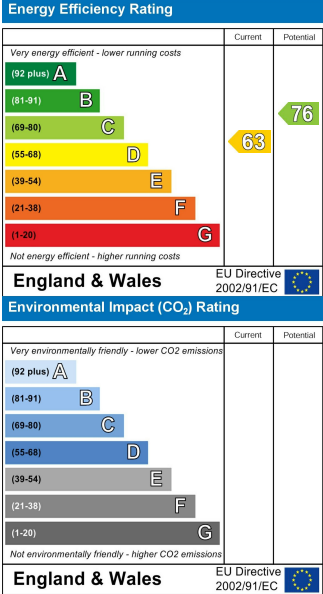 Energy Efficiency Rating
Current Potential
Very energy efficient - lower running costs
(92 plus) A
(81-91) B
(69-80) C
(55-68) D
(39-54) E
(21-38) F
(1-20) G
63
76
Not energy efficient - higher running costs
England & Wales
EU Directive
2002/91/EC
Environmental Impact (CO₂) Rating
Current Potential
Very environmentally friendly - lower CO2 emissions
(92 plus) A
(81-91) B
(69-80) C
(55-68) D
(39-54) E
(21-38) F
(1-20) G
Not environmentally friendly - higher CO2 emissions
England & Wales
EU Directive
2002/91/EC